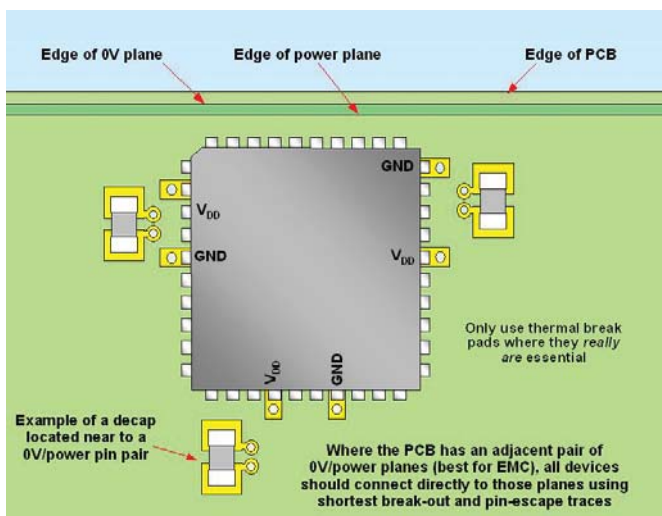 Edge of 0V plane
Edge of power plane
Edge of PCB
GND
VDD
GND
VDD
VDD
GND
Only use thermal break
pads where they really
are essential
Example of a decap
located near to a
0V/power pin pair
Where the PCB has an adjacent pair of
0V/power planes (best for EMC), all devices
should connect directly to those planes using
shortest break-out and pin-escape traces